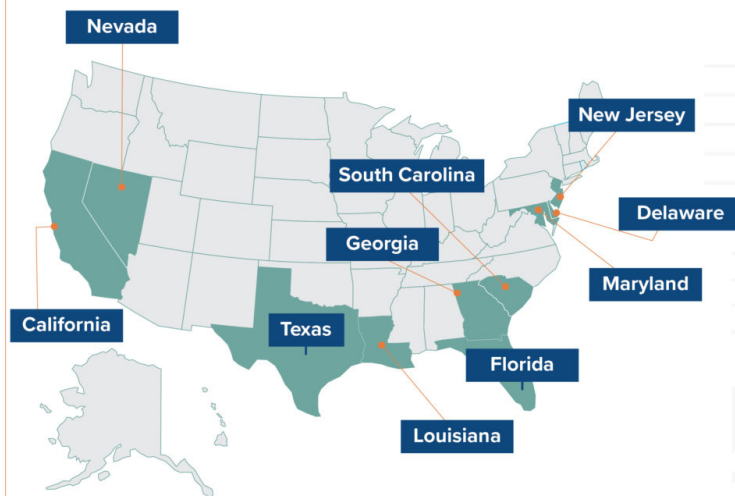 Nevada
New Jersey
South Carolina
Delaware
Georgia
Maryland
California
Texas
Florida
Louisiana